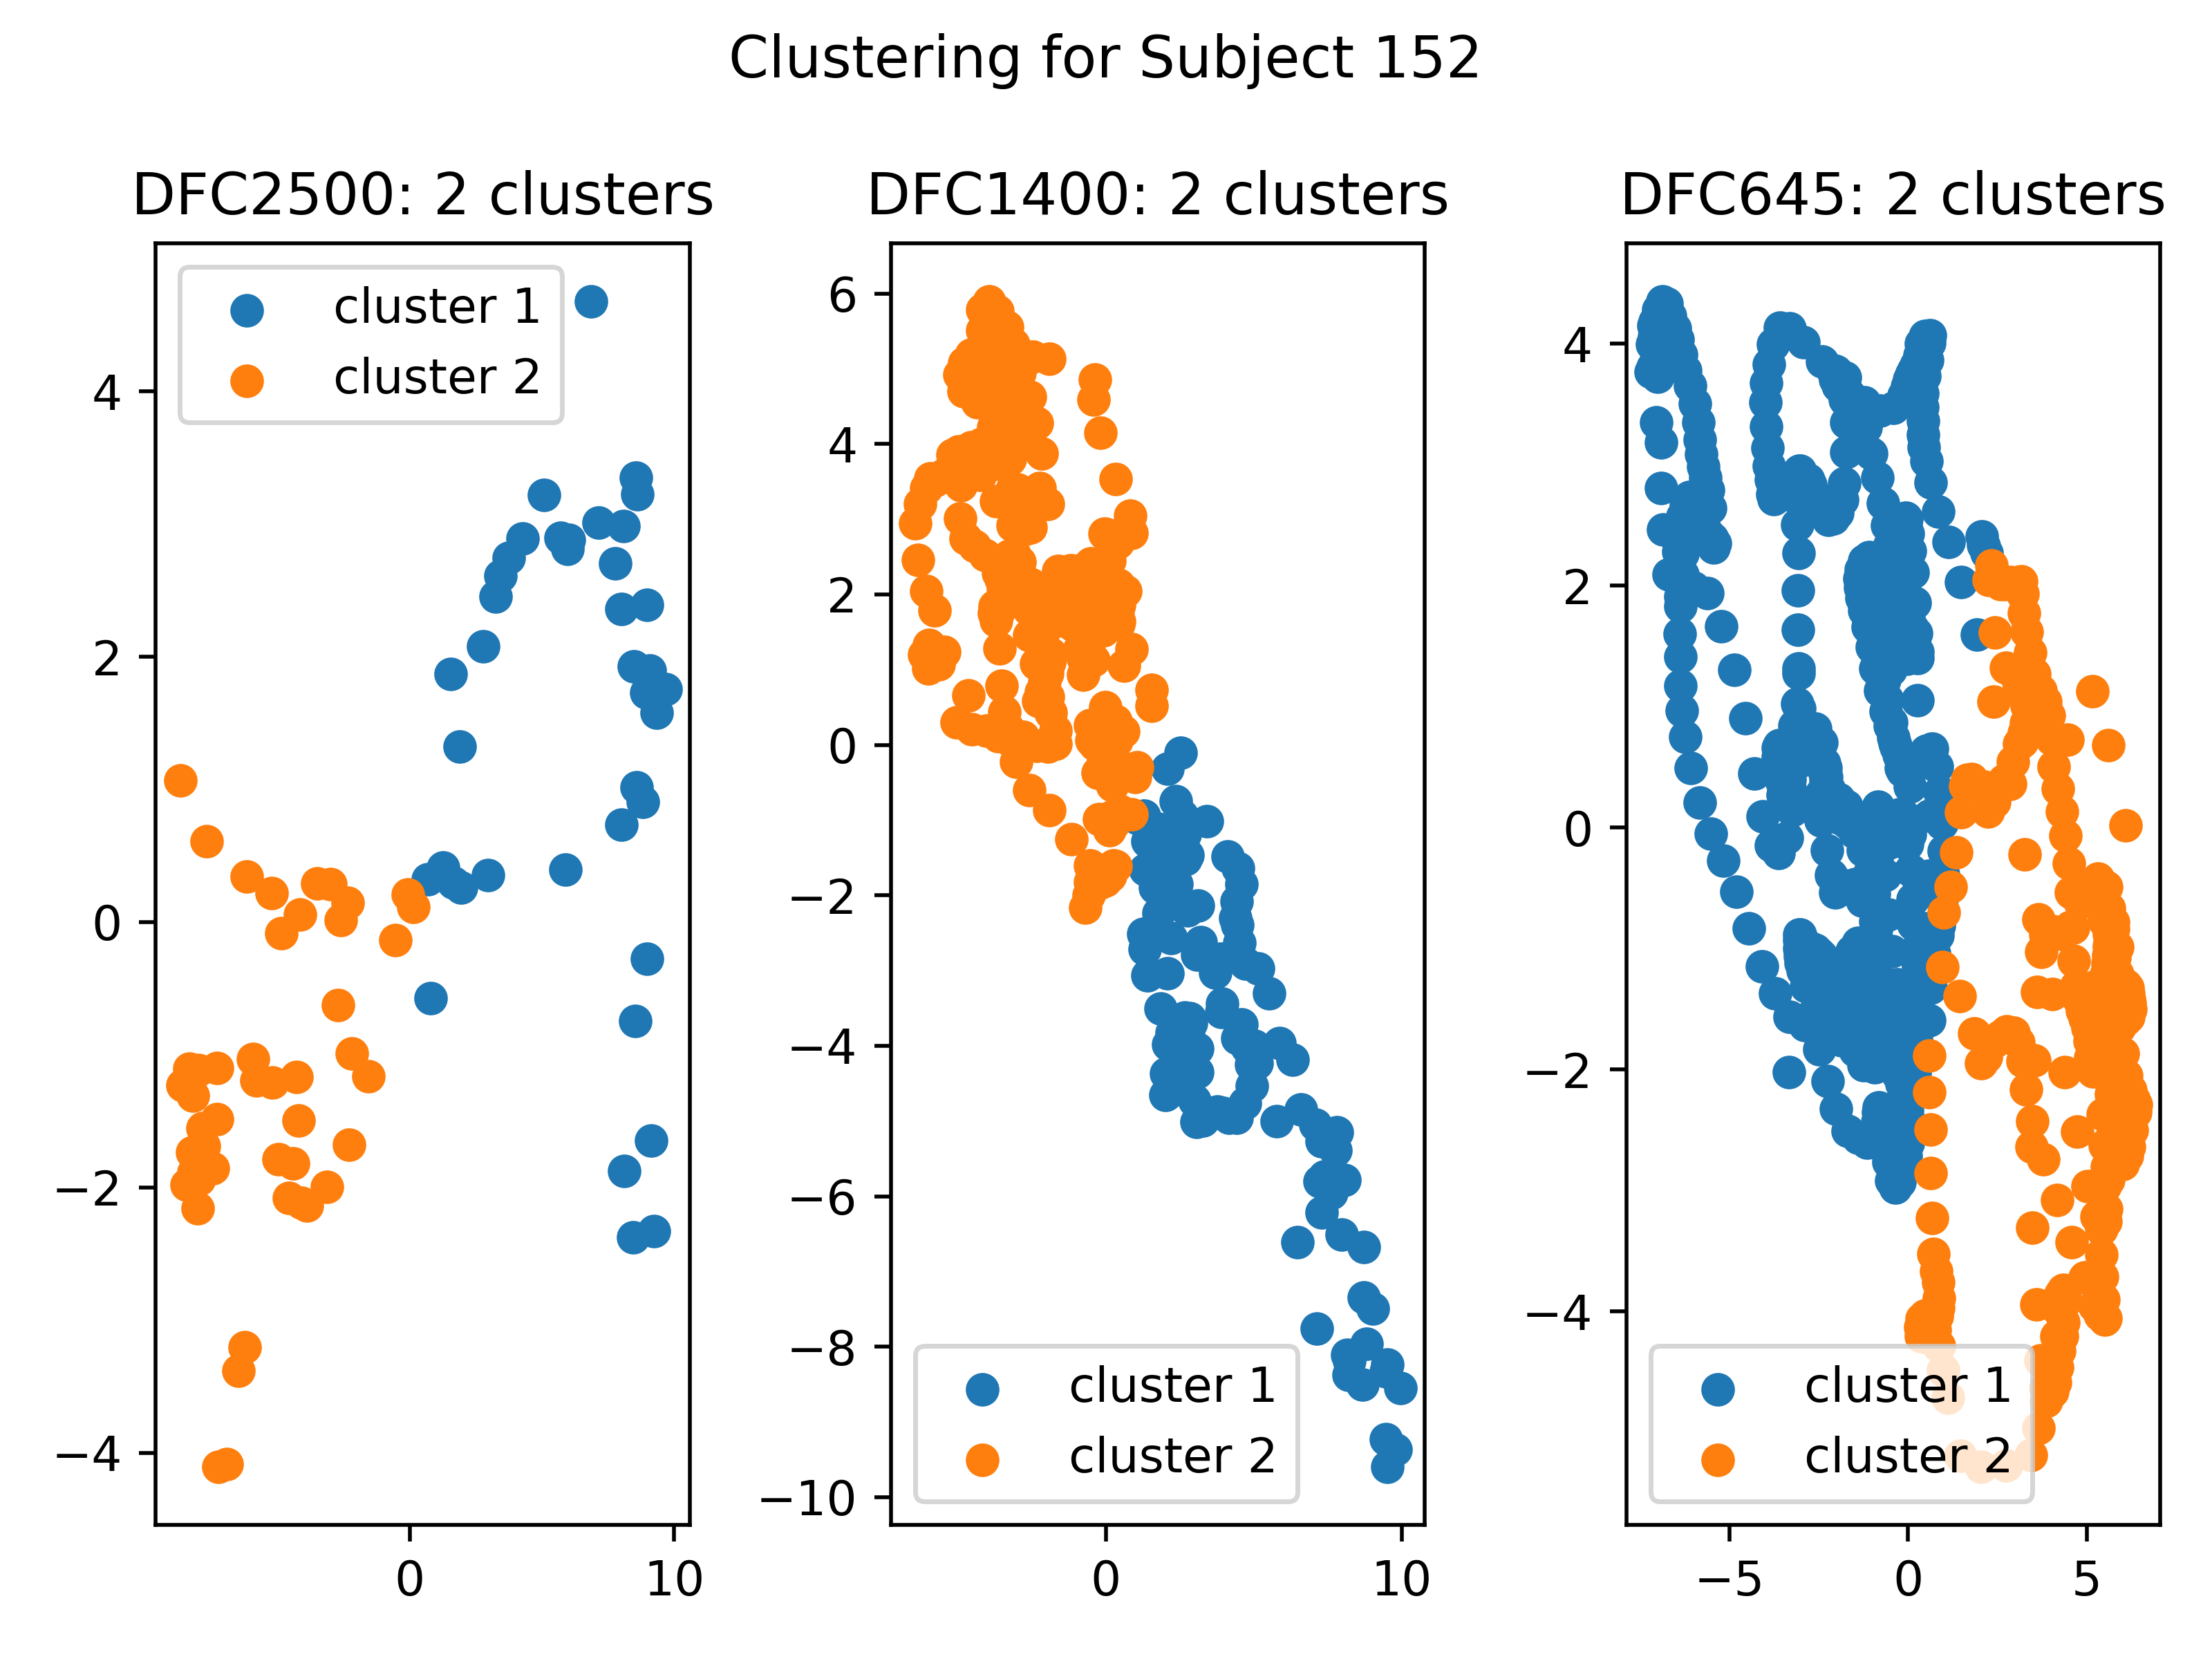 Clustering for Subject 152
DFC2500: 2 clusters
cluster 1
cluster 2
4
2
0
−2
−4
0
10
DFC1400: 2 clusters
6
4
2
0
−2
−4
−6
−8
−10
cluster 1
cluster 2
0
10
DFC645: 2 clusters
4
2
0
−2
−4
cluster 1
cluster 2
−5
0
5